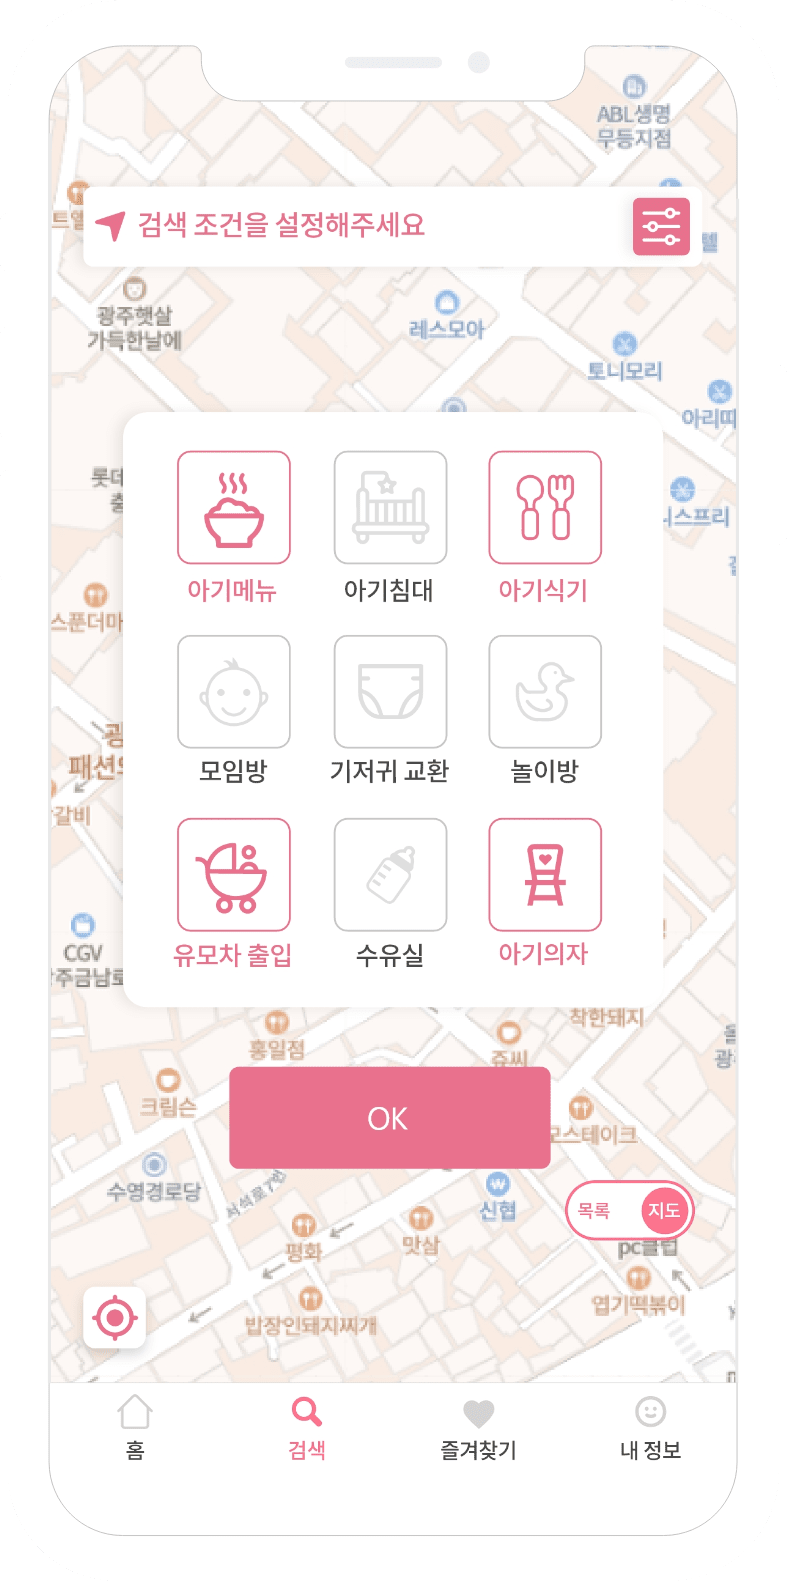 ABL생명
무등지점
검색 조건을 설정해주세요
텔
광주햇살
가득한날에
레스모아
토니모리
아리따
롯데
충
니스프리
아기메뉴
아기침대
아기식기
스푼더마
모임방
기저귀 교환
놀이방
광
패션의
갈비
유모차 출입
수유실
아기의자
CGV
광주금남로
착한돼지
홍일점
쥬씨
크림슨
OK
모스테이크
수영경로당
서석로7번
신협
목록
지도
평화
맛삼
pc클럽
엽기떡볶이
밥장인돼지찌개
홈
검색
즐겨찾기
내 정보